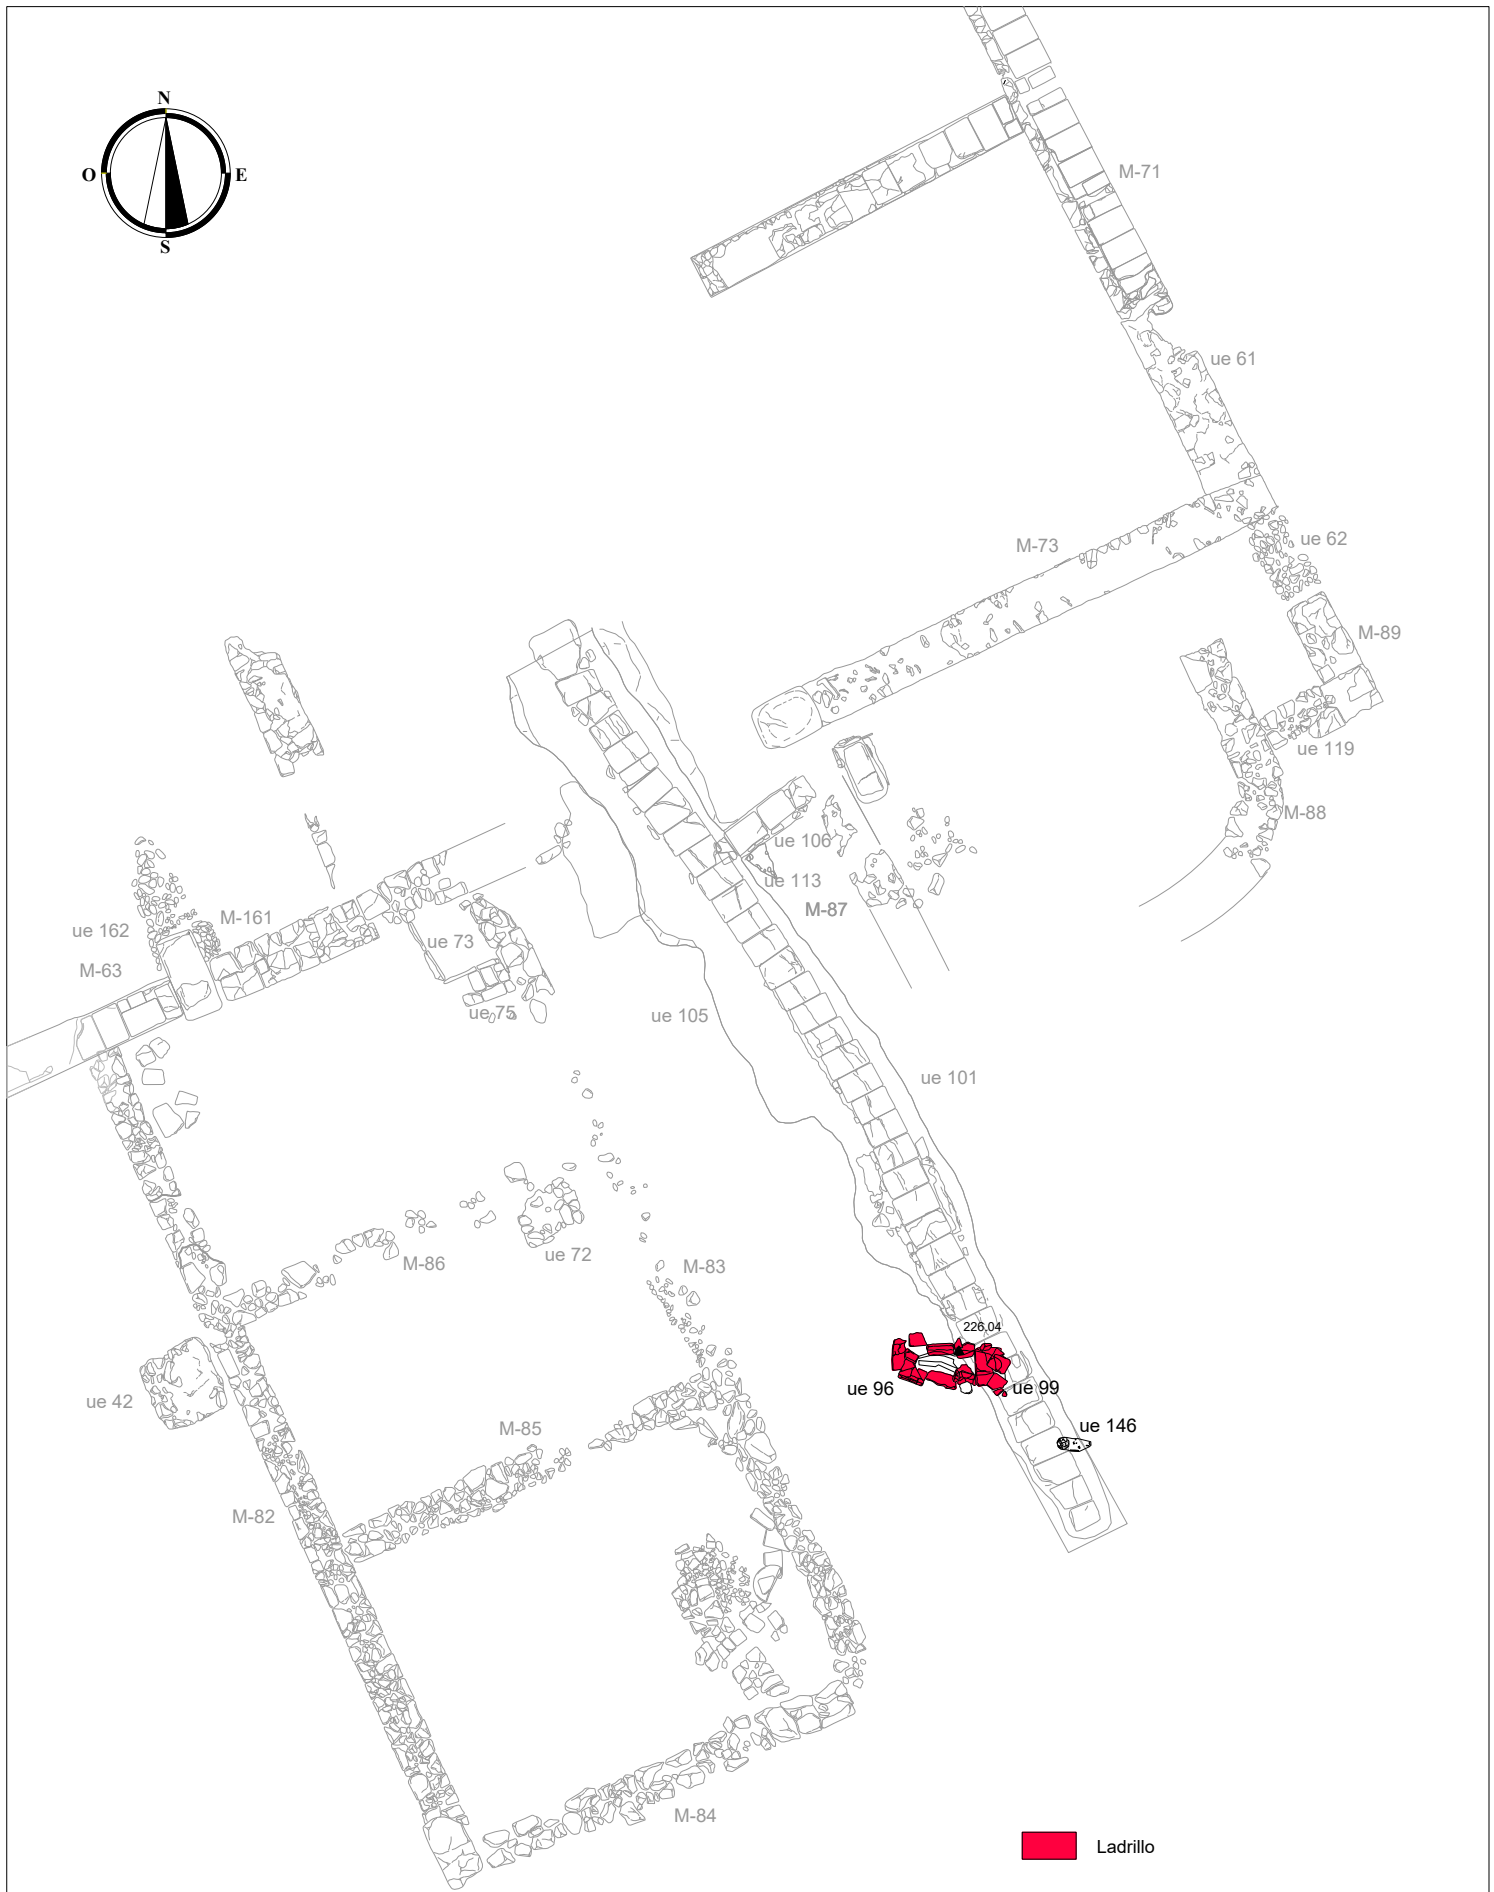 N
O
E
S
M-71
ue 61
M-73
ue 62
M-89
ue 119
M-88
ue 106
ue 113
M-87
M-161
ue 162
ue 73
M-63
ue 75
ue 105
ue 101
M-86
ue 72
M-83
226.04
ue 96
ue 99
ue 42
M-85
ue 146
M-82
M-84
Ladrillo